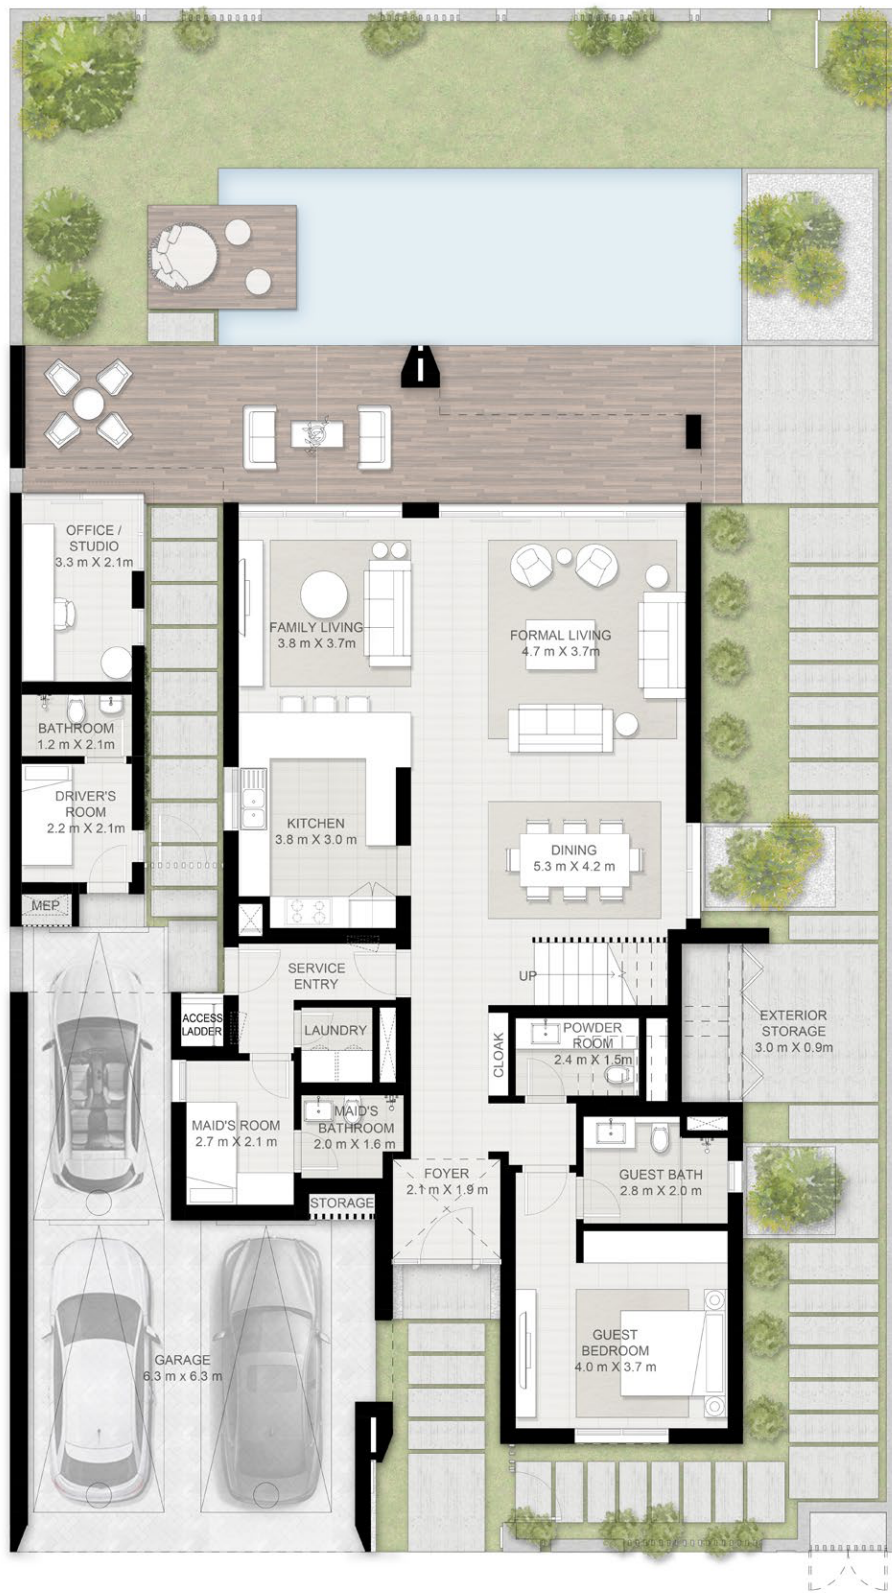 OFFICE /
STUDIO
3.3 m X 2.1m
FAMILY LIVING
3.8 m X 3.7m
FORMAL LIVING
4.7 m X 3.7m
BATHROOM
1.2 m X 2.1m
DRIVER'S
ROOM
2.2 m X 2.1m
KITCHEN
3.8 m X 3.0 m
DINING
5.3 m X 4.2 m
MEP
SERVICE
ENTRY
UP
ACCESS
LADDER
LAUNDRY
CLOAK
POWDER
ROOM
2.4 m X 1.5m
EXTERIOR
STORAGE
3.0 m X 0.9m
MAID'S ROOM
2.7 m X 2.1 m
MAID'S
BATHROOM
2.0 m X 1.6 m
FOYER
2.1 m X 1.9 m
GUEST BATH
2.8 m X 2.0 m
STORAGE
GARAGE
6.3 m x 6.3 m
GUEST
BEDROOM
4.0 m X 3.7 m